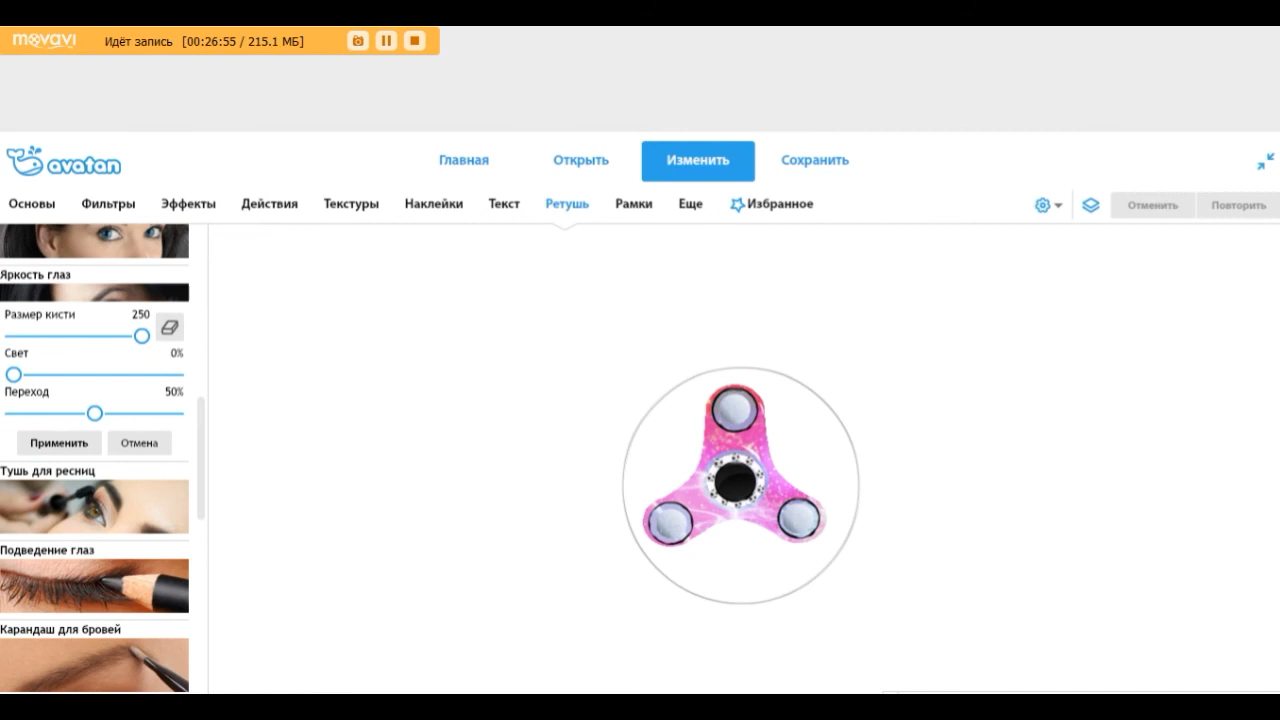 movavi Идёт запись [00:26:55 / 215.1 МБ]
avatan Главная Открыть Изменить Сохранить
Основы Фильтры Эффекты Действия Текстуры Наклейки Текст Ретушь Рамки Еще Избранное Отменить Повторить
Яркость глаз
Размер кисти 250
Свет 0%
Переход 50%
Применить Отмена
Тушь для ресниц
Подведение глаз
Карандаш для бровей